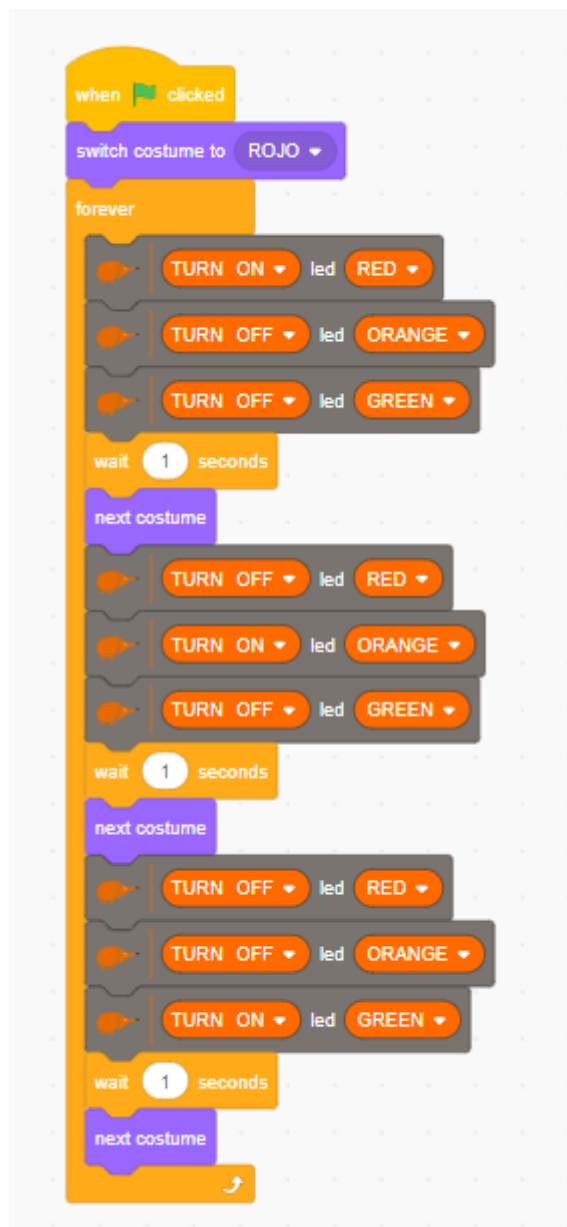 when clicked
switch costume to ROJO
forever
TURN ON led RED
TURN OFF led ORANGE
TURN OFF led GREEN
wait 1 seconds
next costume
TURN OFF led RED
TURN ON led ORANGE
TURN OFF led GREEN
wait 1 seconds
next costume
TURN OFF led RED
TURN OFF led ORANGE
TURN ON led GREEN
wait 1 seconds
next costume